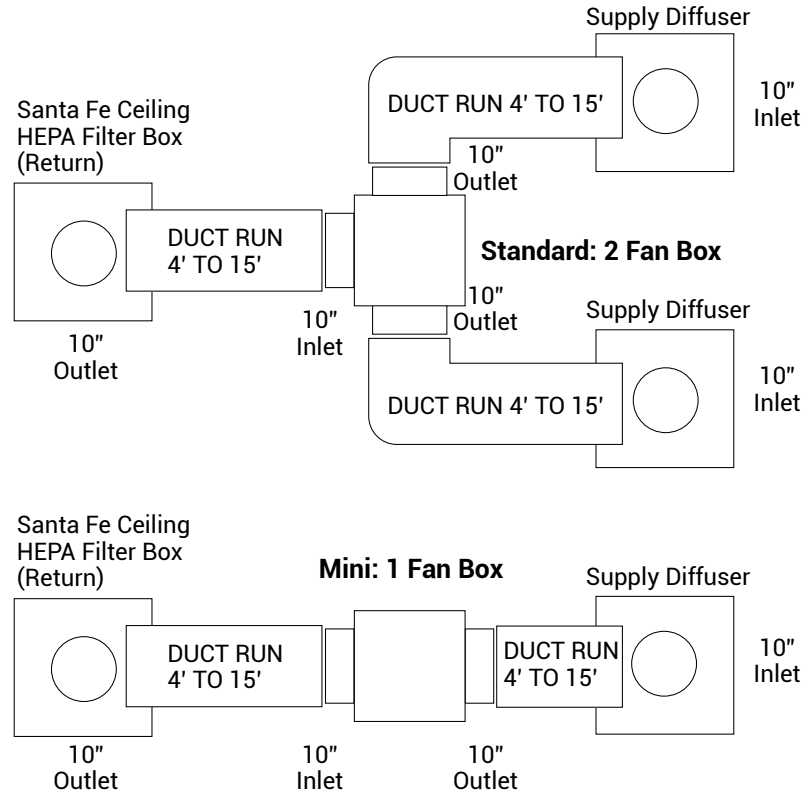 Supply Diffuser
DUCT RUN 4' TO 15'
10"
Inlet
Santa Fe Ceiling
HEPA Filter Box
(Return)
10"
Outlet
DUCT RUN
4' TO 15'
Standard: 2 Fan Box
10"
Outlet
10"
Inlet
10"
Outlet
Supply Diffuser
DUCT RUN 4' TO 15'
10"
Inlet
Santa Fe Ceiling
HEPA Filter Box
(Return)
Mini: 1 Fan Box
Supply Diffuser
DUCT RUN
4' TO 15'
DUCT RUN
4' TO 15'
10"
Inlet
10"
Outlet
10"
Inlet
10"
Outlet